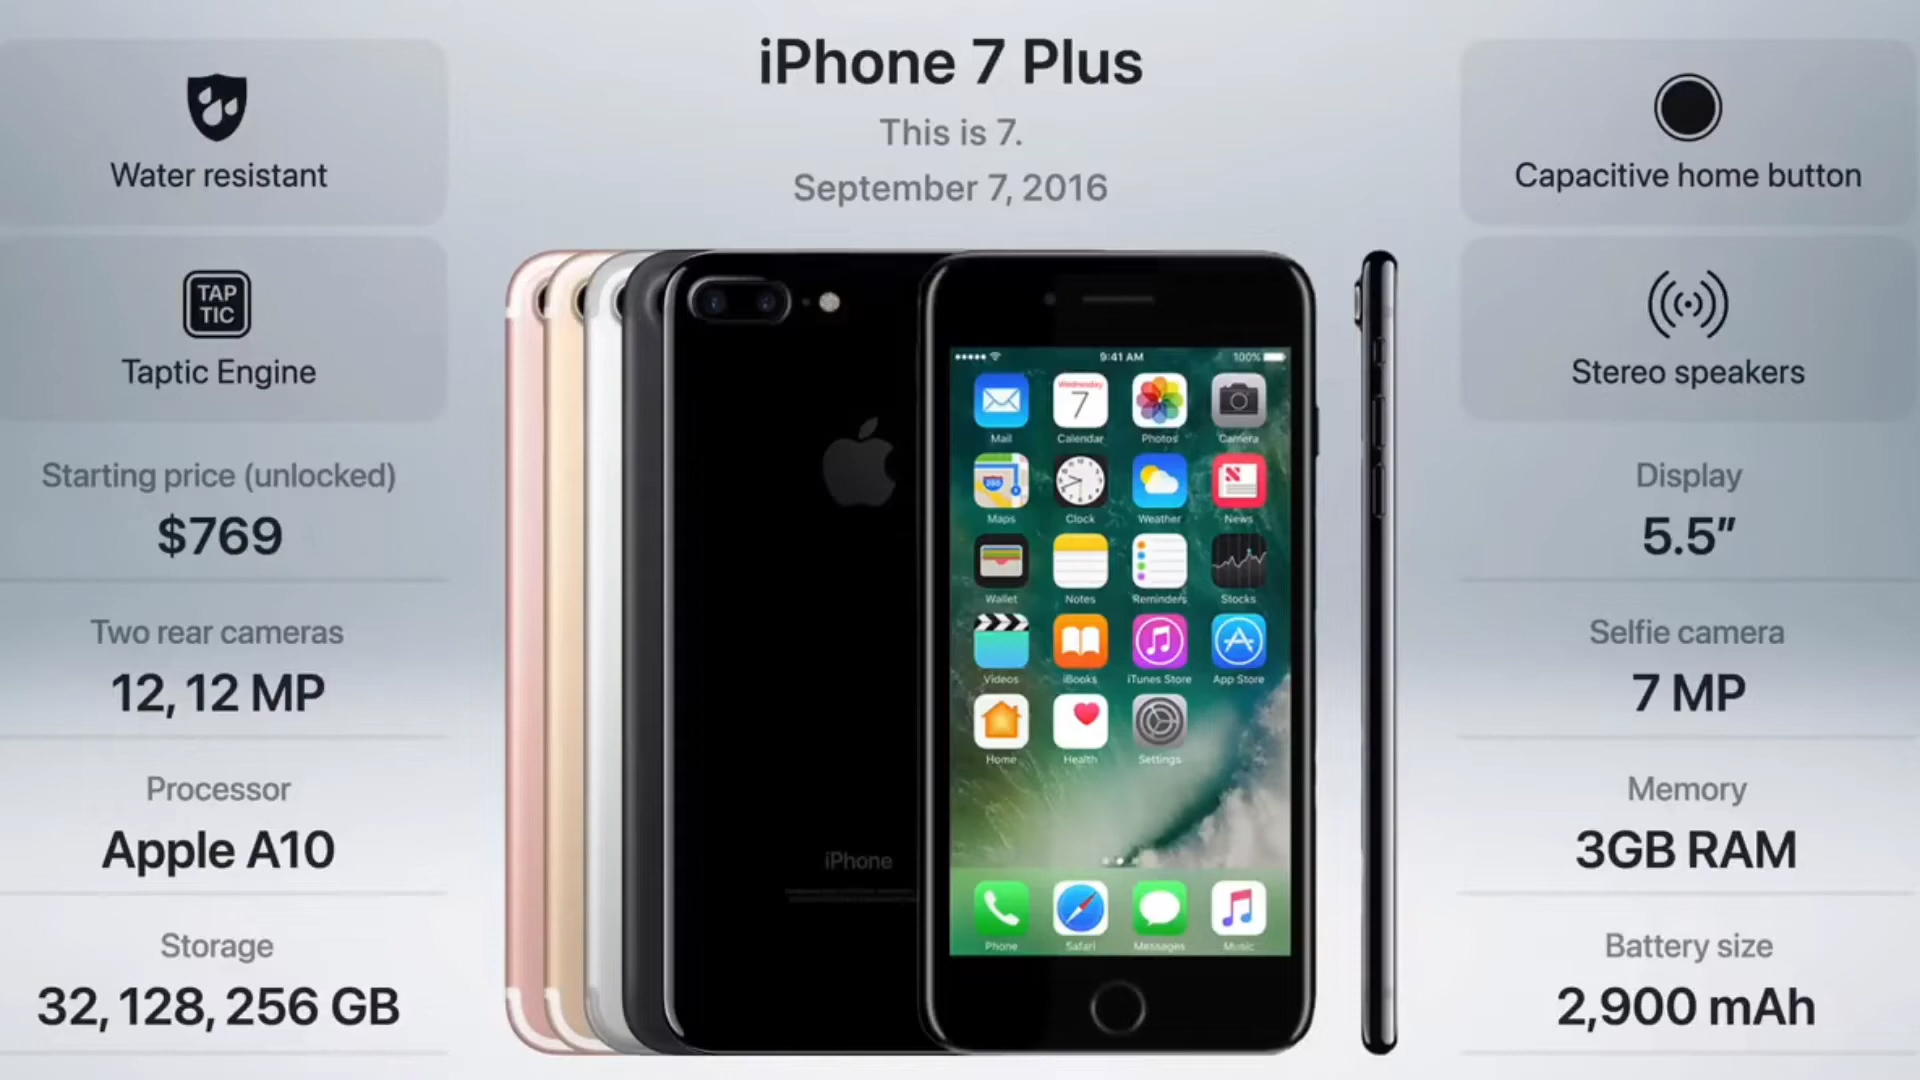 iPhone 7 Plus
This is 7.
September 7, 2016
Water resistant
TAP
TIC
Taptic Engine
Starting price (unlocked)
$769
Two rear cameras
12, 12 MP
Processor
Apple A10
Storage
32, 128, 256 GB
iPhone
9:41 AM
100%
Wednesday
7
Mail
Calendar
Photos
Camera
280
Maps
Clock
Weather
News
Wallet
Notes
Reminders
Stocks
Videos
iBooks
iTunes Store
App Store
Home
Health
Settings
Phone
Safari
Messages
Music
Capacitive home button
Stereo speakers
Display
5.5″
Selfie camera
7 MP
Memory
3GB RAM
Battery size
2,900 mAh